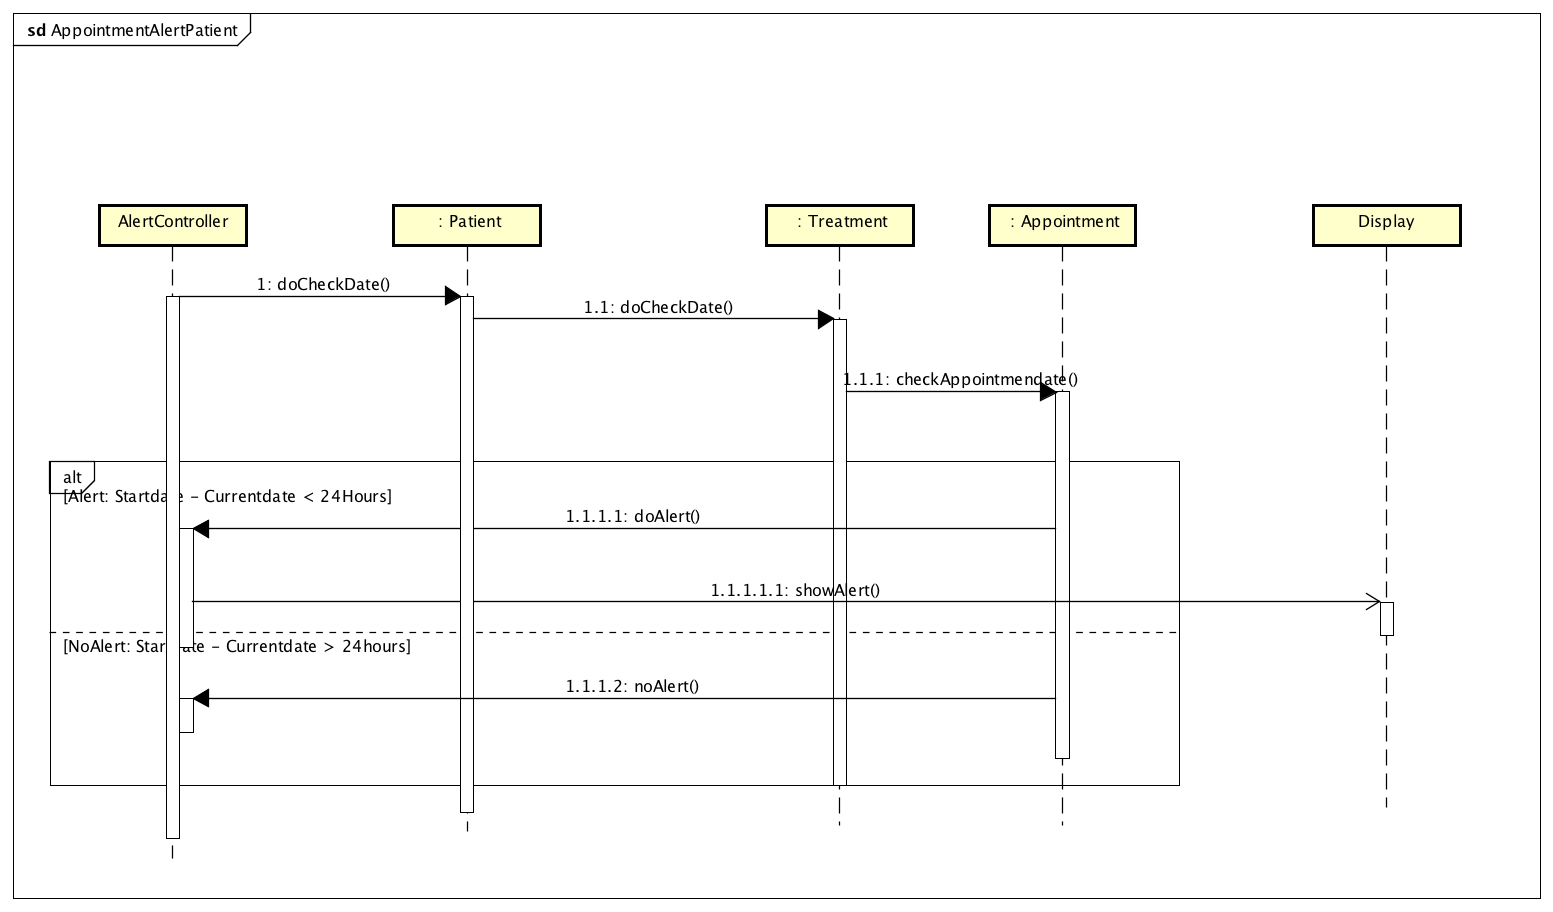 sd AppointmentAlertPatient
AlertController
: Patient
: Treatment
: Appointment
Display
1: doCheckDate()
1.1: doCheckDate()
1.1.1: checkAppointmendate()
alt
[Alert: Startdate – Currentdate < 24Hours]
1.1.1.1: doAlert()
1.1.1.1.1: showAlert()
[NoAlert: Startdate – Currentdate > 24hours]
1.1.1.2: noAlert()